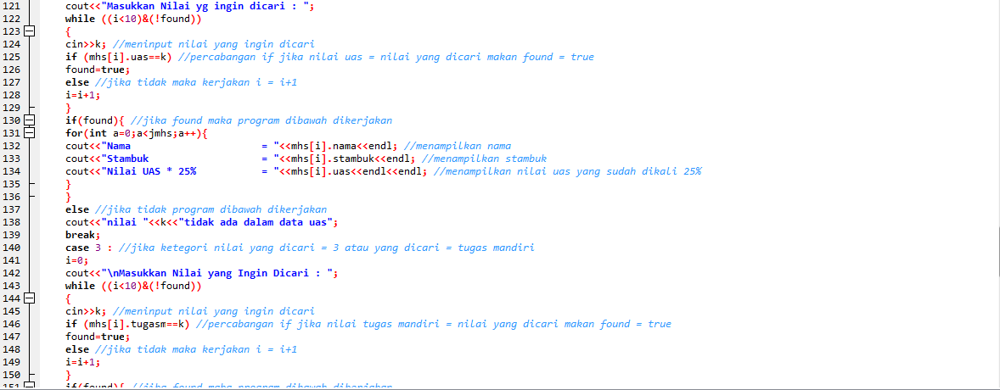 121 cout<<"Masukkan Nilai yg ingin dicari : ";
122 while ((i<10)&(!found))
123 {
124 cin>>k; //meninput nilai yang ingin dicari
125 if (mhs[i].uas==k) //percabangan if jika nilai uas = nilai yang dicari makan found = true
126 found=true;
127 else //jika tidak maka kerjakan i = i+1
128 i=i+1;
129 }
130 if(found){ //jika found maka program dibawah dikerjakan
131 for(int a=0;a<jmhs;a++){
132 cout<<"Nama = "<<mhs[i].nama<<endl; //menampilkan nama
133 cout<<"Stambuk = "<<mhs[i].stambuk<<endl; //menampilkan stambuk
134 cout<<"Nilai UAS * 25% = "<<mhs[i].uas<<endl<<endl; //menampilkan nilai uas yang sudah dikali 25%
135 }
136 }
137 else //jika tidak program dibawah dikerjakan
138 cout<<"nilai "<<k<<"tidak ada dalam data uas";
139 break;
140 case 3 : //jika ketegori nilai yang dicari = 3 atau yang dicari = tugas mandiri
141 i=0;
142 cout<<"\nMasukkan Nilai yang Ingin Dicari : ";
143 while ((i<10)&(!found))
144 {
145 cin>>k; //meninput nilai yang ingin dicari
146 if (mhs[i].tugasm==k) //percabangan if jika nilai tugas mandiri = nilai yang dicari makan found = true
147 found=true;
148 else //jika tidak maka kerjakan i = i+1
149 i=i+1;
150 }
151 if(found){ //jika found maka program dibawah dikerjakan